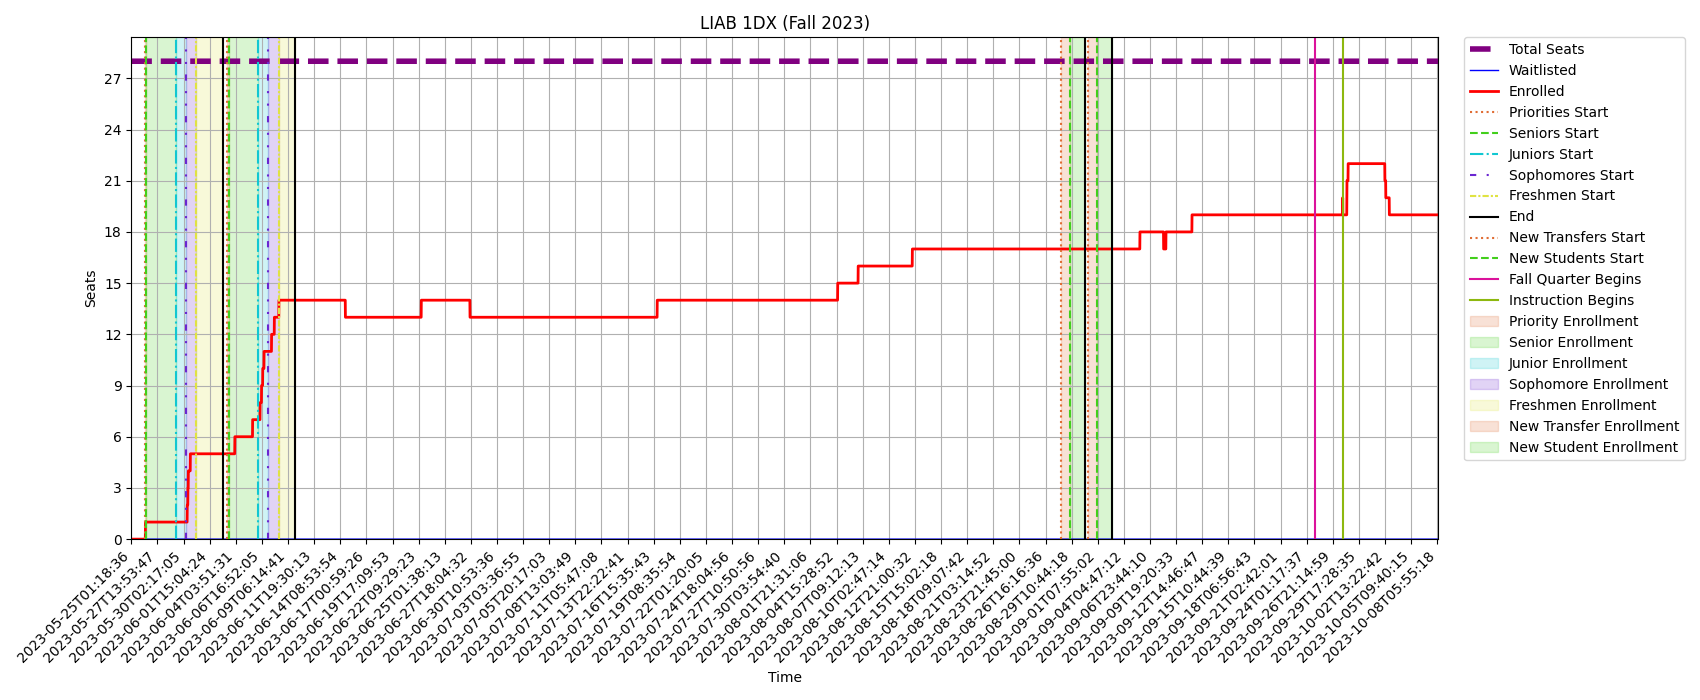 LIAB 1DX (Fall 2023)
Seats
27
24
21
18
15
12
9
6
3
0
2023-05-25T01:18:36
2023-05-27T13:53:47
2023-05-30T02:17:05
2023-06-01T15:04:24
2023-06-04T03:51:31
2023-06-06T16:52:05
2023-06-09T06:14:41
2023-06-11T19:30:13
2023-06-14T08:53:54
2023-06-17T00:59:26
2023-06-19T17:09:53
2023-06-22T09:29:23
2023-06-25T01:38:13
2023-06-27T18:04:32
2023-06-30T10:53:36
2023-07-03T03:36:55
2023-07-05T20:17:03
2023-07-08T13:03:49
2023-07-11T05:47:08
2023-07-13T22:22:41
2023-07-16T15:35:43
2023-07-19T08:35:54
2023-07-22T01:20:05
2023-07-24T18:04:56
2023-07-27T10:50:56
2023-07-30T03:54:40
2023-08-01T21:31:06
2023-08-04T15:28:52
2023-08-07T09:12:13
2023-08-10T02:47:14
2023-08-12T21:00:32
2023-08-15T15:02:18
2023-08-18T09:07:42
2023-08-21T03:14:52
2023-08-23T21:45:00
2023-08-26T16:16:36
2023-08-29T10:44:18
2023-09-01T07:55:02
2023-09-04T04:47:12
2023-09-06T23:44:10
2023-09-09T19:20:33
2023-09-12T14:46:47
2023-09-15T10:44:39
2023-09-18T06:56:43
2023-09-21T02:42:01
2023-09-24T01:17:37
2023-09-26T21:14:59
2023-09-29T17:28:35
2023-10-02T13:22:42
2023-10-05T09:40:15
2023-10-08T05:55:18
Time
Total Seats
Waitlisted
Enrolled
Priorities Start
Seniors Start
Juniors Start
Sophomores Start
Freshmen Start
End
New Transfers Start
New Students Start
Fall Quarter Begins
Instruction Begins
Priority Enrollment
Senior Enrollment
Junior Enrollment
Sophomore Enrollment
Freshmen Enrollment
New Transfer Enrollment
New Student Enrollment